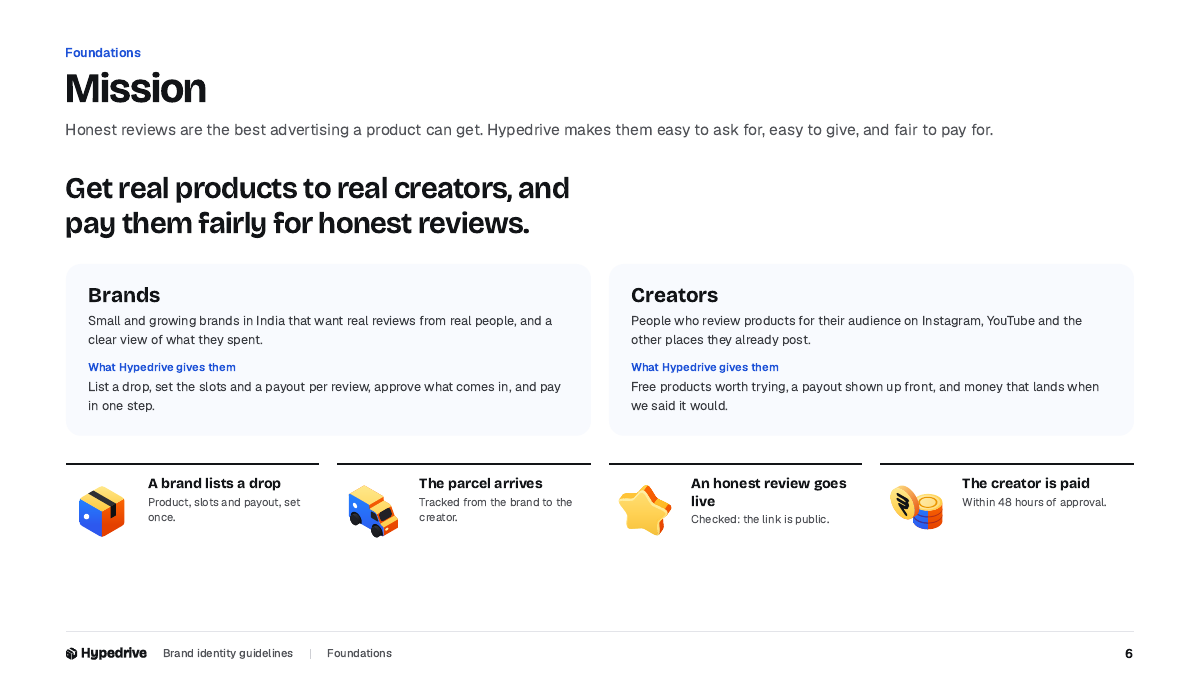 Foundations
Mission
Honest reviews are the best advertising a product can get. Hypedrive makes them easy to ask for, easy to give, and fair to pay for.
Get real products to real creators, and
pay them fairly for honest reviews.
Brands
Small and growing brands in India that want real reviews from real people, and a
clear view of what they spent.
What Hypedrive gives them
List a drop, set the slots and a payout per review, approve what comes in, and pay
in one step.
Creators
People who review products for their audience on Instagram, YouTube and the
other places they already post.
What Hypedrive gives them
Free products worth trying, a payout shown up front, and money that lands when
we said it would.
A brand lists a drop
Product, slots and payout, set
once.
The parcel arrives
Tracked from the brand to the
creator.
An honest review goes
live
Checked: the link is public.
₹
The creator is paid
Within 48 hours of approval.
Hypedrive
Brand identity guidelines
Foundations
6